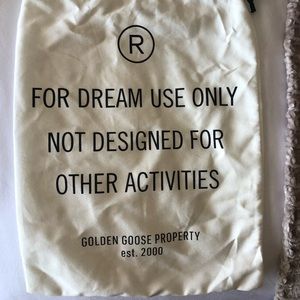 R
FOR DREAM USE ONLY
NOT DESIGNED FOR
OTHER ACTIVITIES
GOLDEN GOOSE PROPERTY
est. 2000